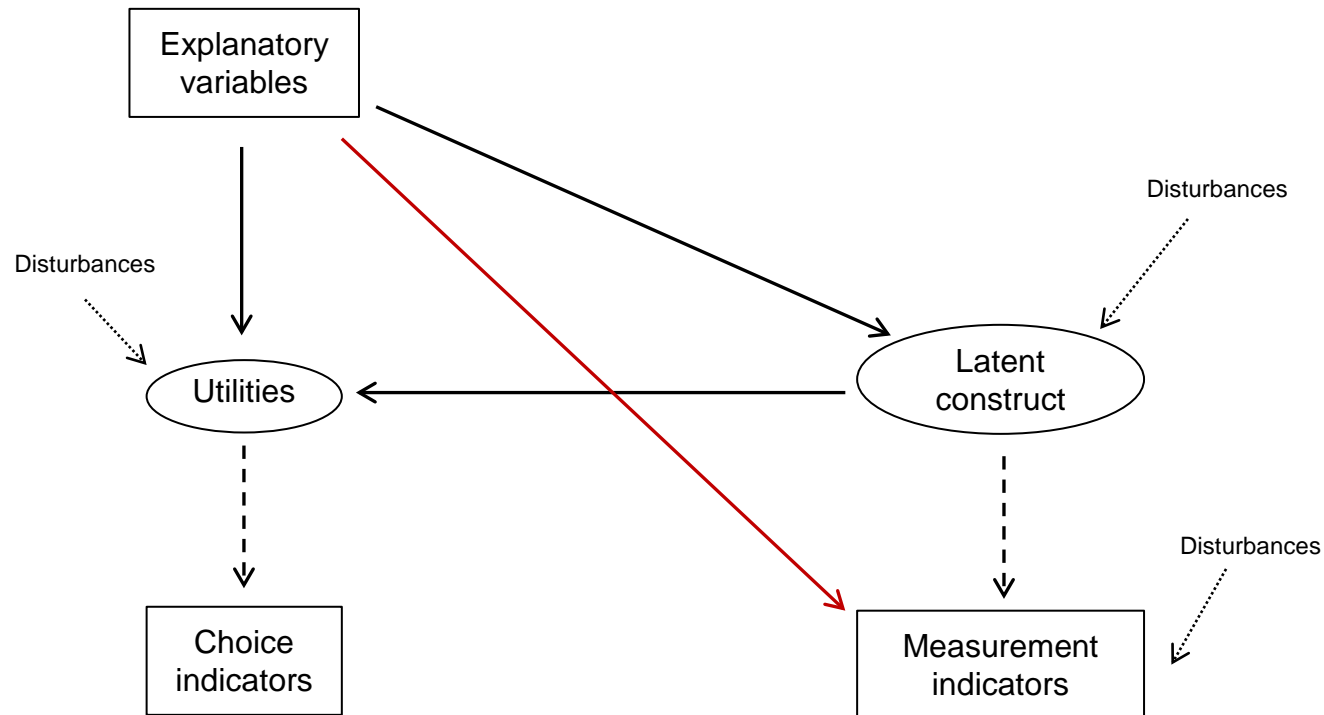 Explanatory
variables
Disturbances
Disturbances
Utilities
Latent
construct
Disturbances
Choice
indicators
Measurement
indicators